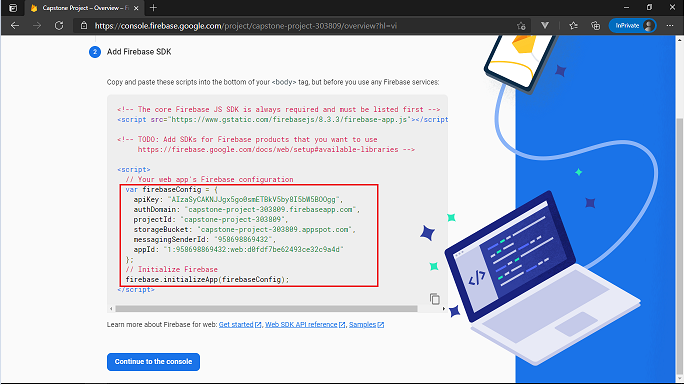 Capstone Project – Overview – Fi
https://console.firebase.google.com/project/capstone-project-303809/overview?hl=vi
InPrivate
2 Add Firebase SDK
Copy and paste these scripts into the bottom of your <body> tag, but before you use any Firebase services:
<!-- The core Firebase JS SDK is always required and must be listed first -->
<script src="https://www.gstatic.com/firebasejs/8.3.3/firebase-app.js"></script
<!-- TODO: Add SDKs for Firebase products that you want to use
https://firebase.google.com/docs/web/setup#available-libraries -->
<script>
// Your web app's Firebase configuration
var firebaseConfig = {
apiKey: "AIzaSyCAKNJJgx5go0smETBkV5by8I5bW5BOOgg",
authDomain: "capstone-project-303809.firebaseapp.com",
projectId: "capstone-project-303809",
storageBucket: "capstone-project-303809.appspot.com",
messagingSenderId: "958698869432",
appId: "1:958698869432:web:d0fdf7be62493ce32c9a4d"
};
// Initialize Firebase
firebase.initializeApp(firebaseConfig);
</script>
Learn more about Firebase for web: Get started, Web SDK API reference, Samples
Continue to the console